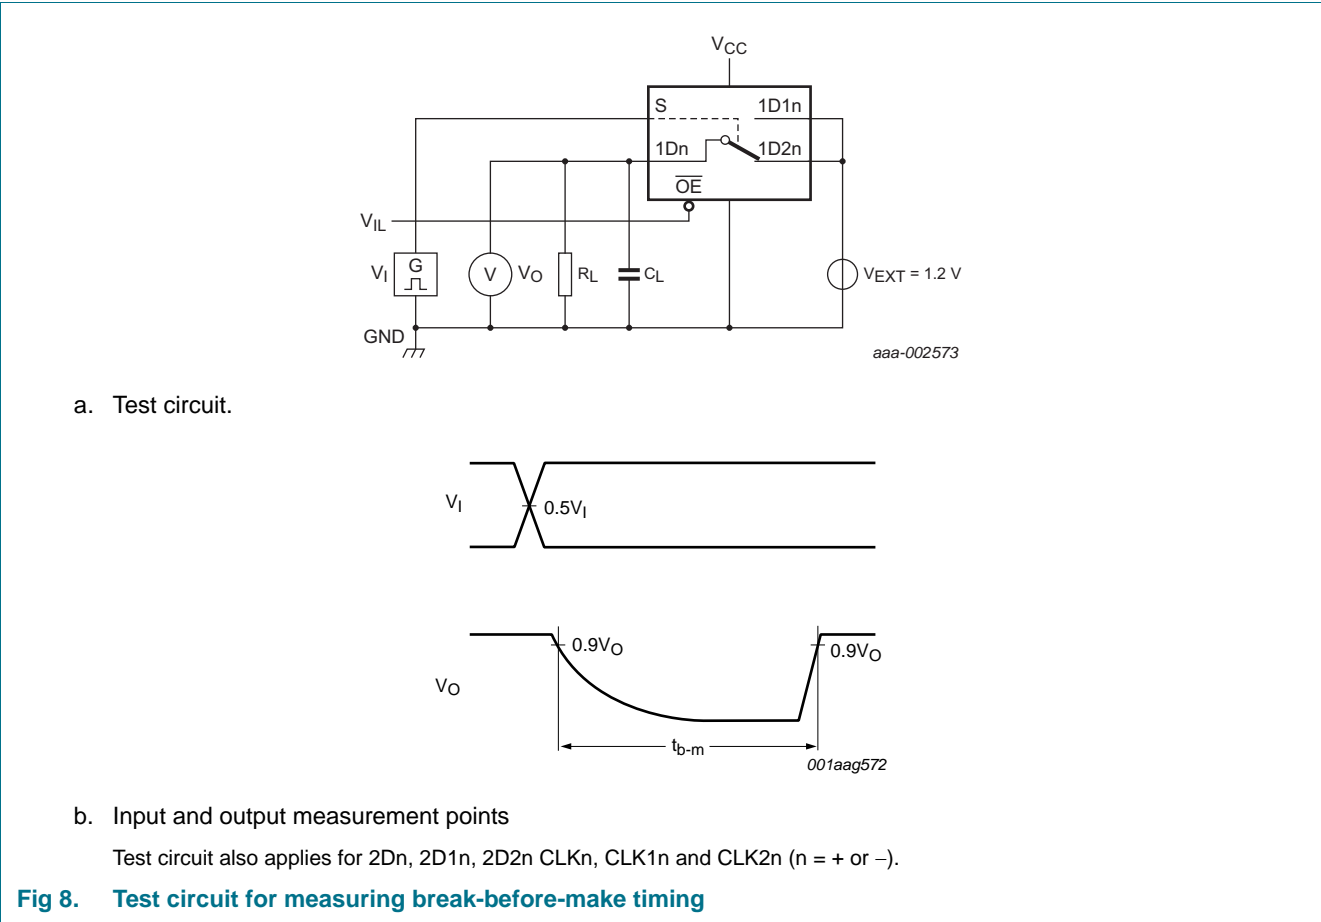 VCC
S
1D1n
1Dn
1D2n
OE
VIL
VI
G
V
VO
RL
CL
VEXT = 1.2 V
GND
aaa-002573
a. Test circuit.
VI
0.5VI
0.9VO
0.9VO
VO
tb-m
001aag572
b. Input and output measurement points
Test circuit also applies for 2Dn, 2D1n, 2D2n CLKn, CLK1n and CLK2n (n = + or −).
Fig 8. Test circuit for measuring break-before-make timing